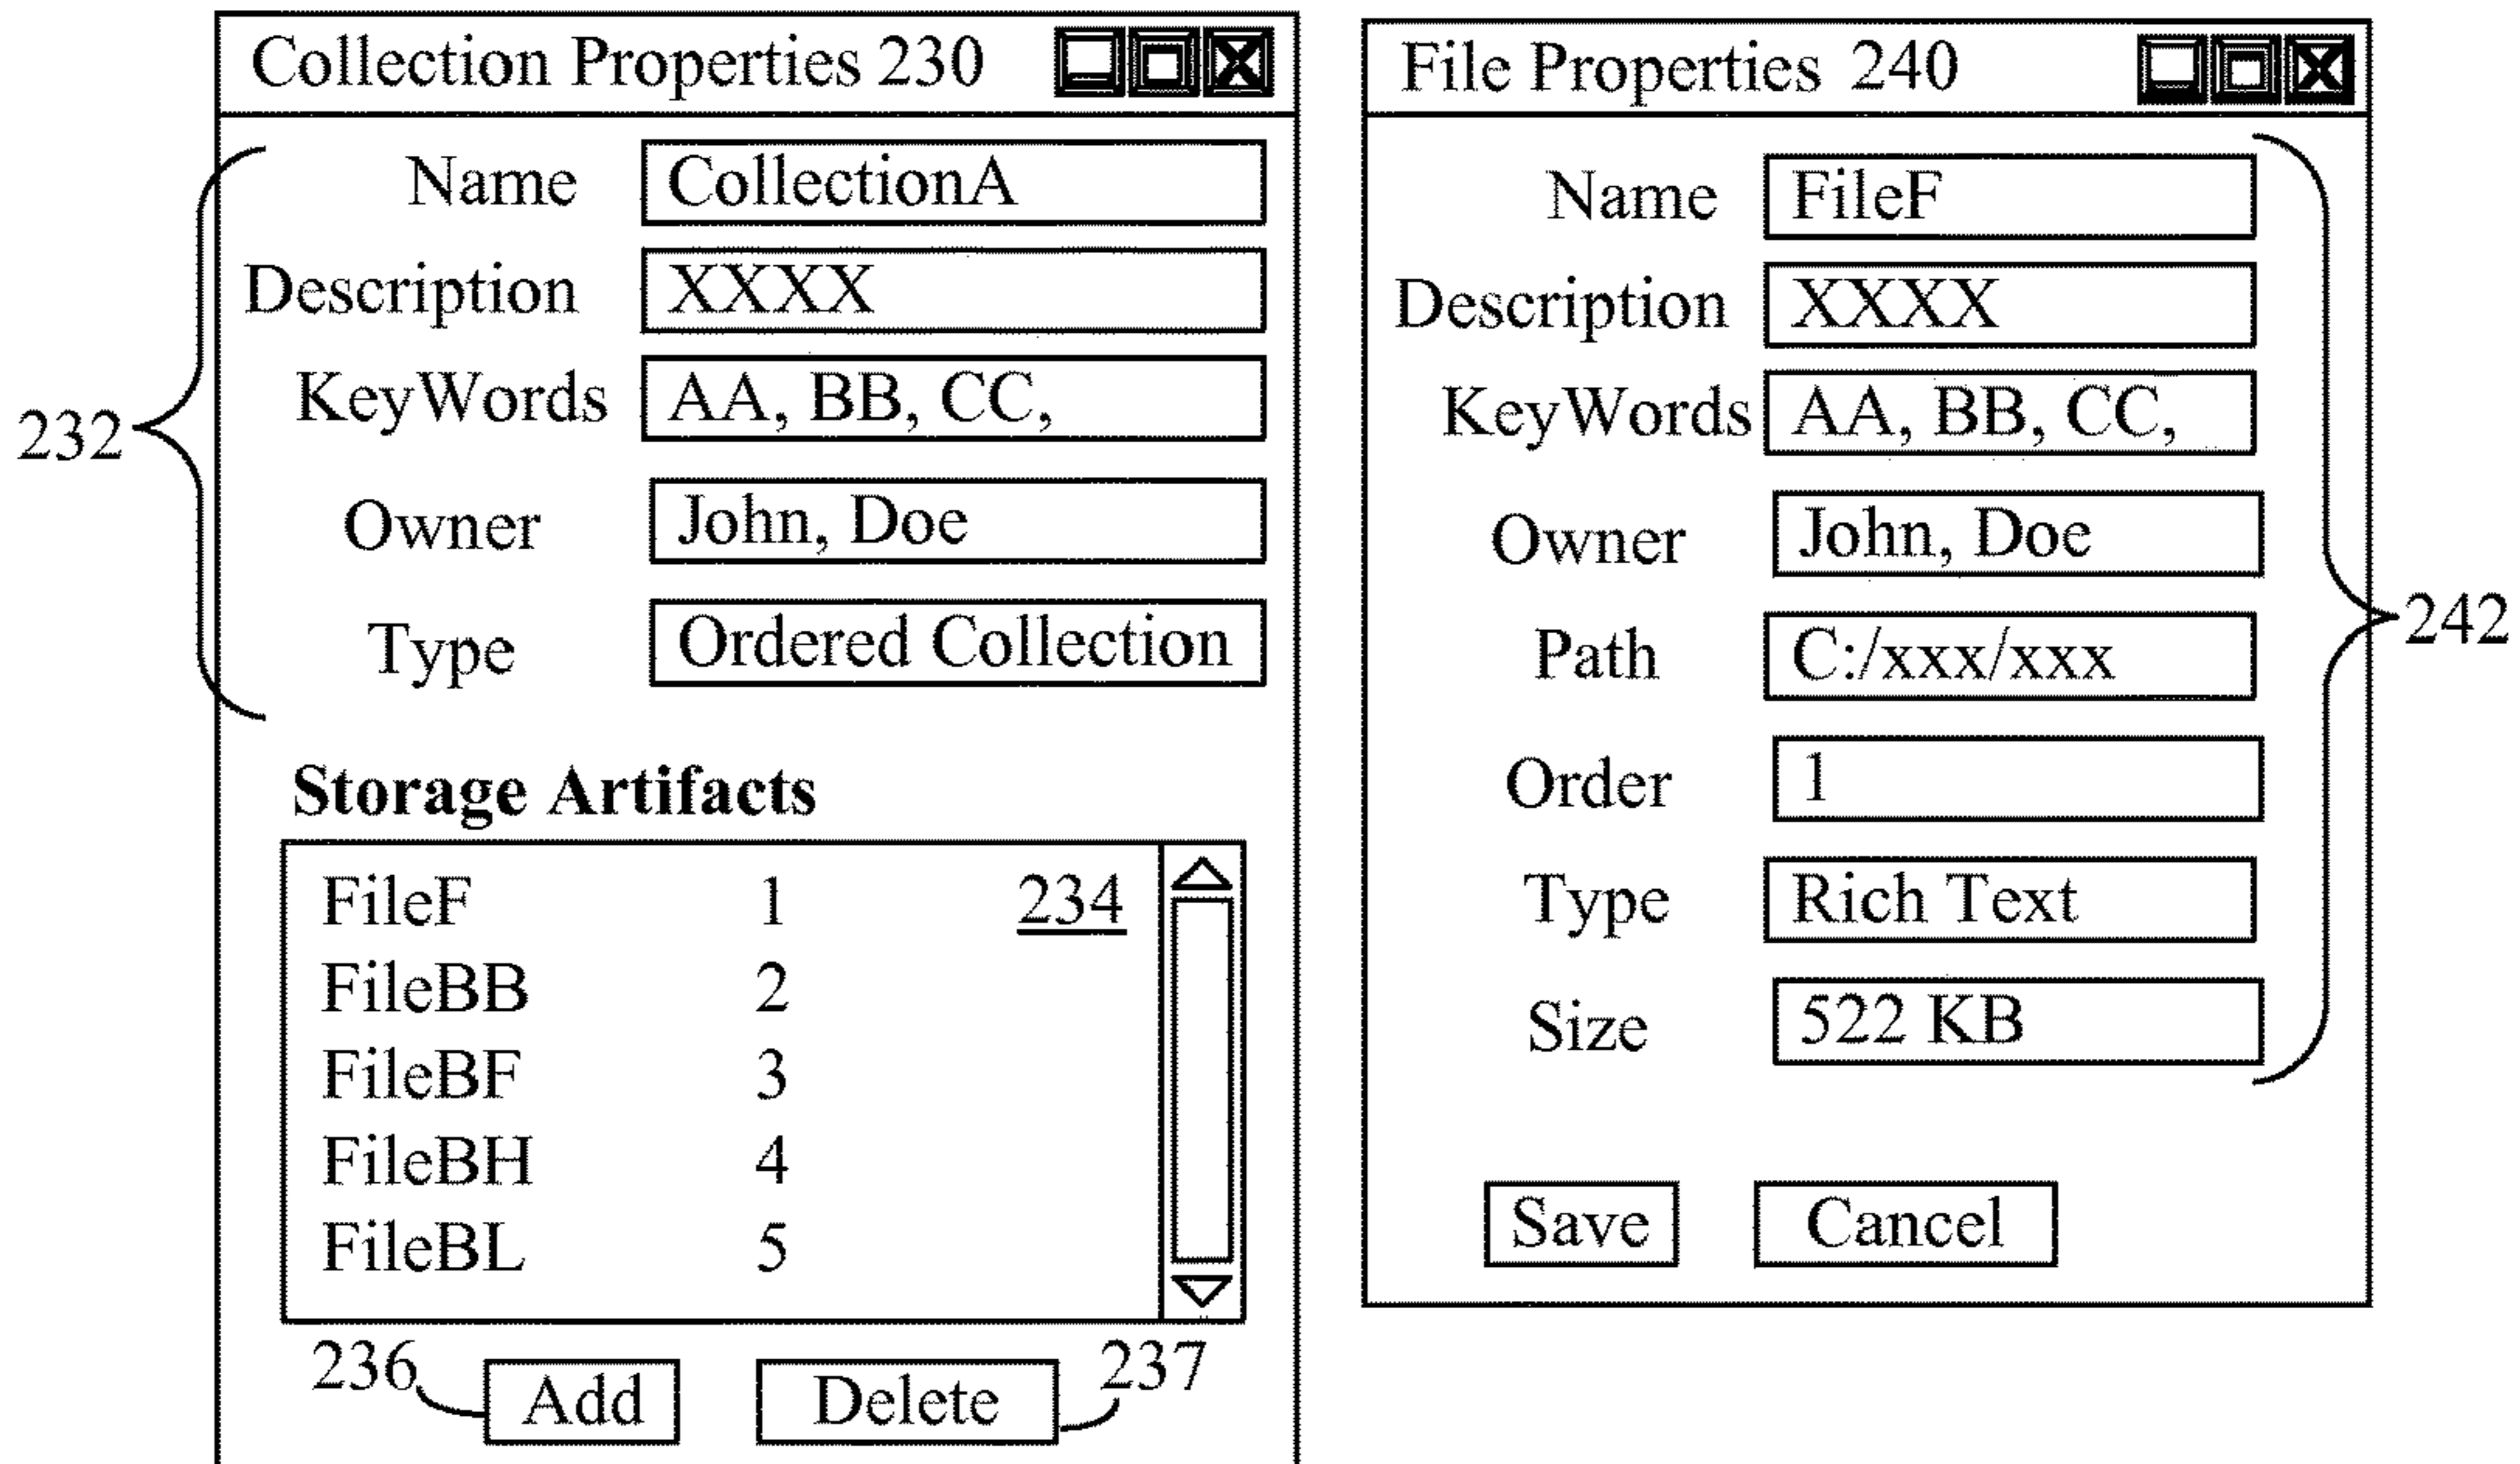 Collection Properties 230
Name CollectionA
Description XXXX
KeyWords AA, BB, CC,
232
Owner John, Doe
Type Ordered Collection
Storage Artifacts
FileF 1 234
FileBB 2
FileBF 3
FileBH 4
FileBL 5
236 Add Delete 237
File Properties 240
Name FileF
Description XXXX
KeyWords AA, BB, CC,
Owner John, Doe
Path C:/xxx/xxx
242
Order 1
Type Rich Text
Size 522 KB
Save Cancel